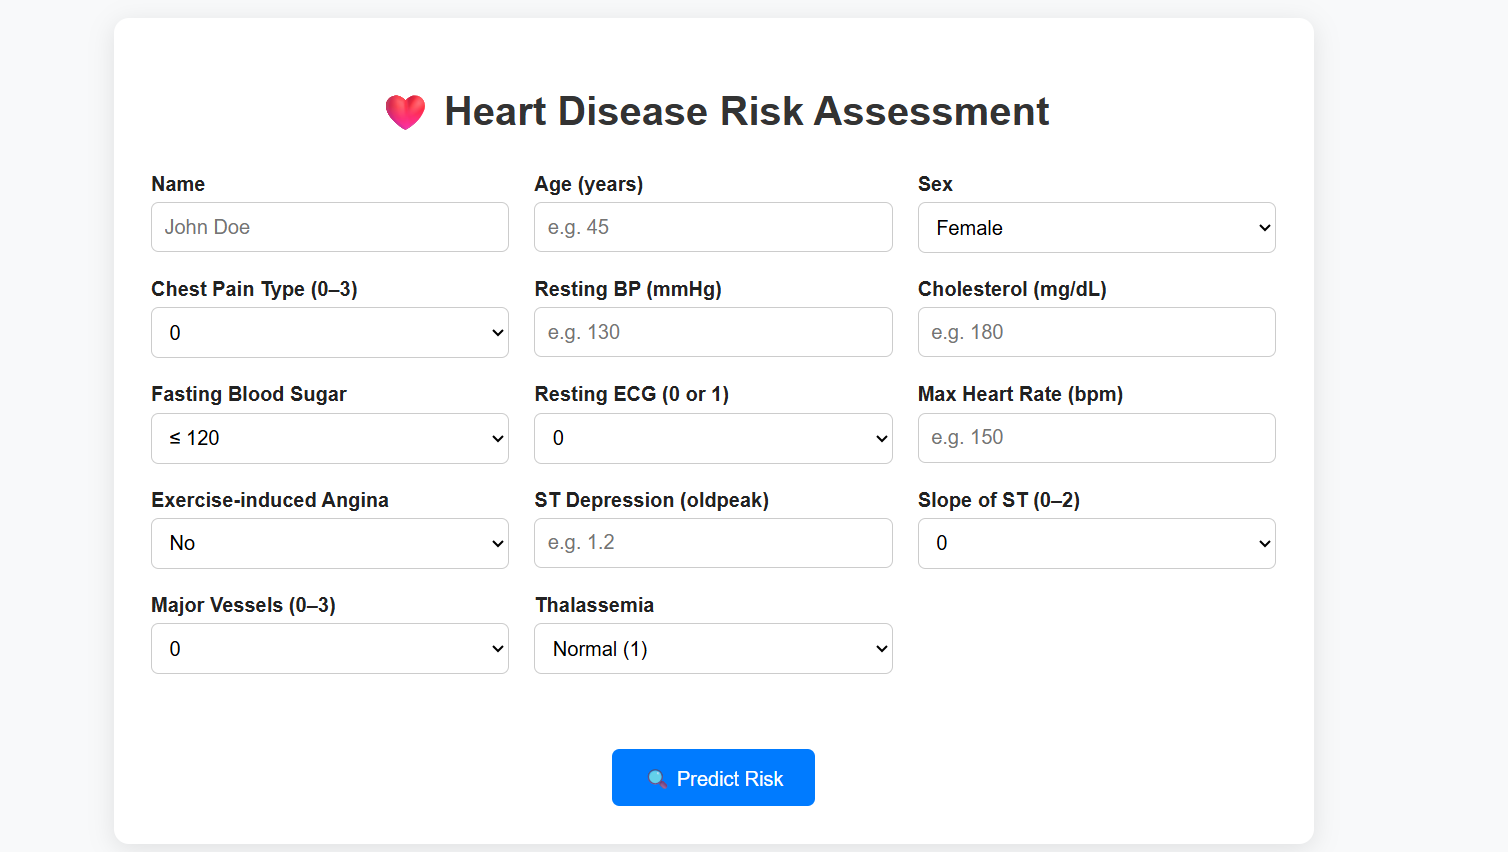 Heart Disease Risk Assessment
Name Age (years) Sex
John Doe e.g. 45 Female
Chest Pain Type (0–3) Resting BP (mmHg) Cholesterol (mg/dL)
0 e.g. 130 e.g. 180
Fasting Blood Sugar Resting ECG (0 or 1) Max Heart Rate (bpm)
≤ 120 0 e.g. 150
Exercise-induced Angina ST Depression (oldpeak) Slope of ST (0–2)
No e.g. 1.2 0
Major Vessels (0–3) Thalassemia
0 Normal (1)
Predict Risk